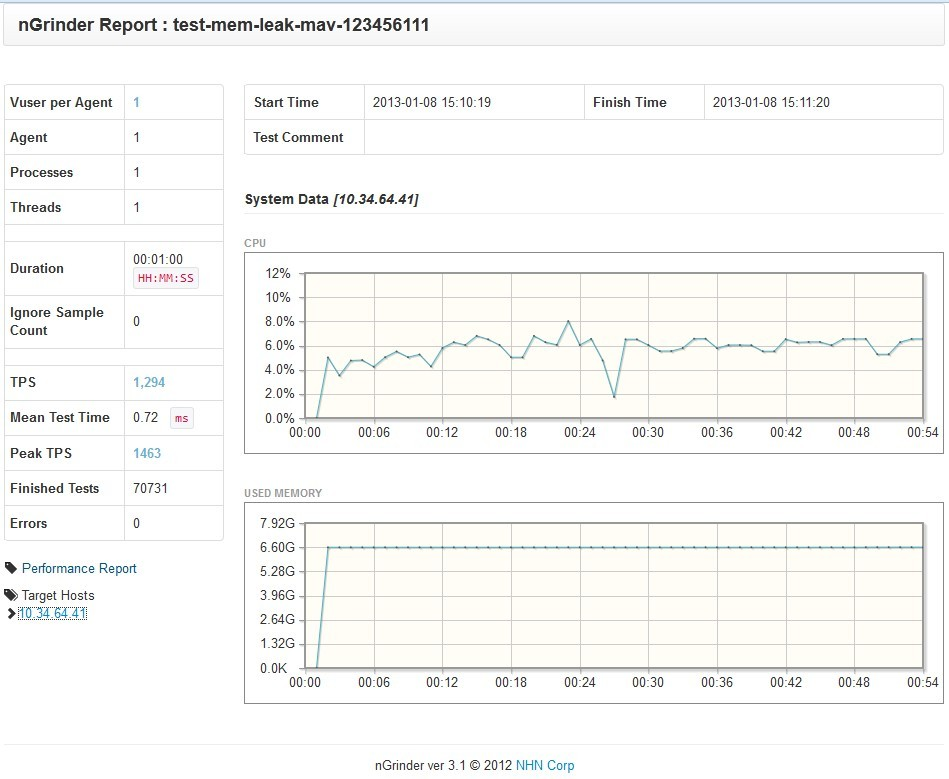 nGrinder Report : test-mem-leak-mav-123456111
Vuser per Agent 1
Agent 1
Processes 1
Threads 1
Duration 00:01:00
HH:MM:SS
Ignore Sample
Count 0
TPS 1,294
Mean Test Time 0.72 ms
Peak TPS 1463
Finished Tests 70731
Errors 0
Performance Report
Target Hosts
10.34.64.41
Start Time 2013-01-08 15:10:19 Finish Time 2013-01-08 15:11:20
Test Comment
System Data [10.34.64.41]
CPU
12%
10%
8.0%
6.0%
4.0%
2.0%
0.0%
00:00 00:06 00:12 00:18 00:24 00:30 00:36 00:42 00:48 00:54
USED MEMORY
7.92G
6.60G
5.28G
3.96G
2.64G
1.32G
0.0K
00:00 00:06 00:12 00:18 00:24 00:30 00:36 00:42 00:48 00:54
nGrinder ver 3.1 © 2012 NHN Corp